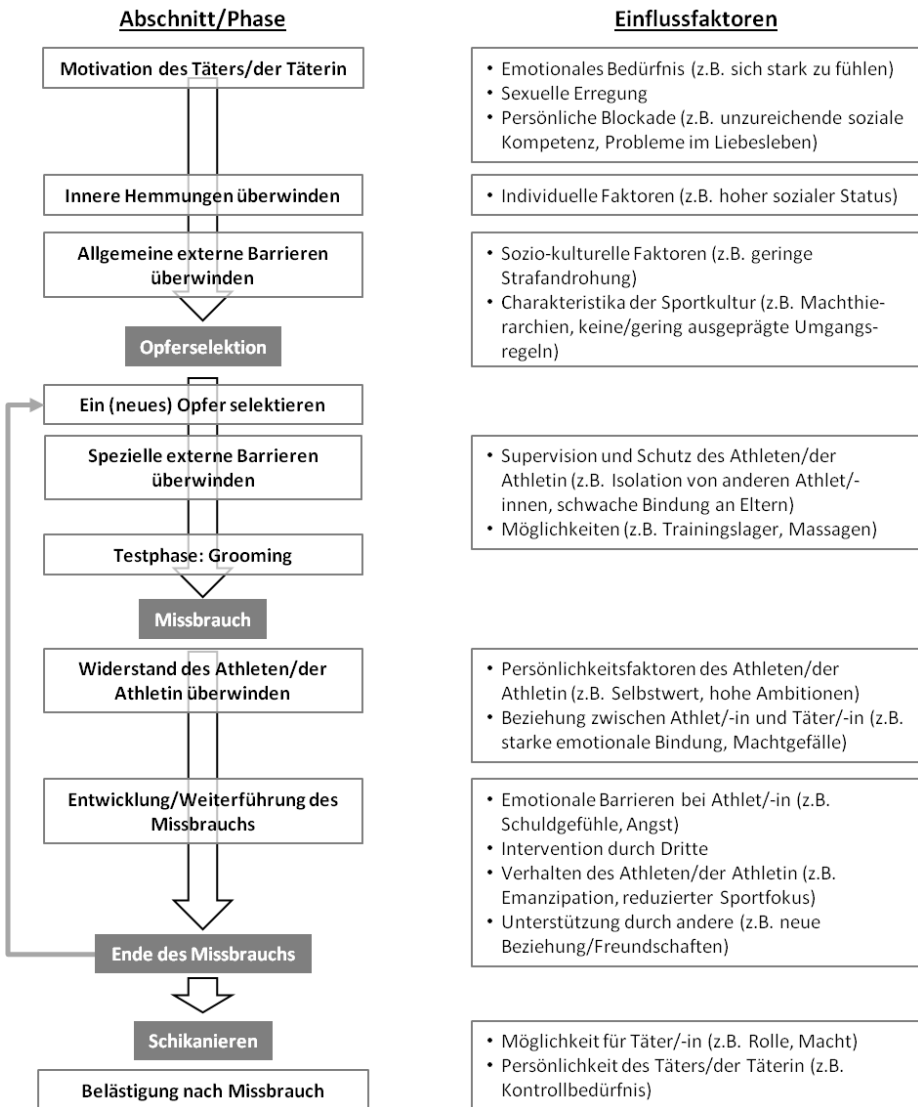 Abschnitt/Phase
Einflussfaktoren
Motivation des Täters/der Täterin
• Emotionales Bedürfnis (z.B. sich stark zu fühlen)
• Sexuelle Erregung
• Persönliche Blockade (z.B. unzureichende soziale
Kompetenz, Probleme im Liebesleben)
Innere Hemmungen überwinden
• Individuelle Faktoren (z.B. hoher sozialer Status)
Allgemeine externe Barrieren
überwinden
• Sozio-kulturelle Faktoren (z.B. geringe
Strafandrohung)
• Charakteristika der Sportkultur (z.B. Machthie-
rarchien, keine/gering ausgeprägte Umgangs-
regeln)
Opferselektion
Ein (neues) Opfer selektieren
Spezielle externe Barrieren
überwinden
• Supervision und Schutz des Athleten/der
Athletin (z.B. Isolation von anderen Athlet/-
innen, schwache Bindung an Eltern)
• Möglichkeiten (z.B. Trainingslager, Massagen)
Testphase: Grooming
Missbrauch
Widerstand des Athleten/der
Athletin überwinden
• Persönlichkeitsfaktoren des Athleten/der
Athletin (z.B. Selbstwert, hohe Ambitionen)
• Beziehung zwischen Athlet/-in und Täter/-in (z.B.
starke emotionale Bindung, Machtgefälle)
Entwicklung/Weiterführung des
Missbrauchs
• Emotionale Barrieren bei Athlet/-in (z.B.
Schuldgefühle, Angst)
• Intervention durch Dritte
• Verhalten des Athleten/der Athletin (z.B.
Emanzipation, reduzierter Sportfokus)
• Unterstützung durch andere (z.B. neue
Beziehung/Freundschaften)
Ende des Missbrauchs
Schikanieren
• Möglichkeit für Täter/-in (z.B. Rolle, Macht)
• Persönlichkeit des Täters/der Täterin (z.B.
Kontrollbedürfnis)
Belästigung nach Missbrauch